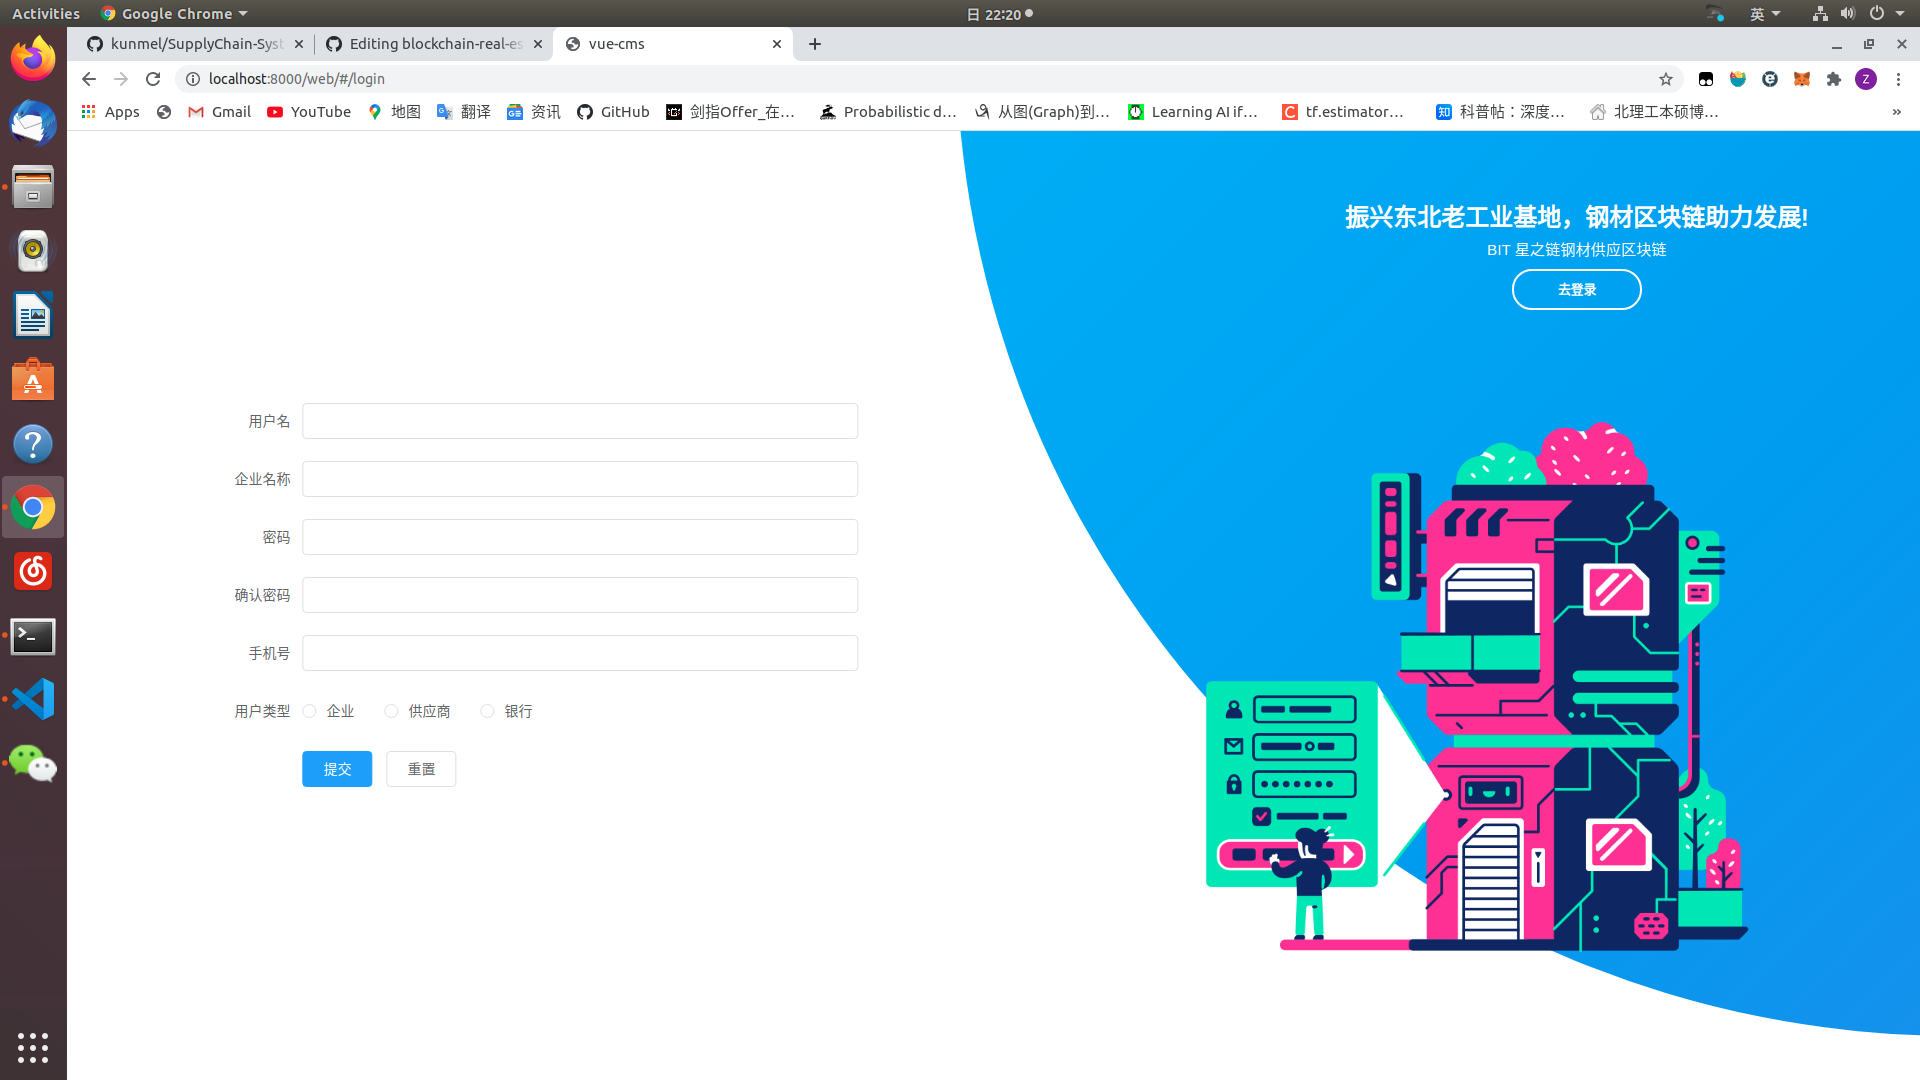 Activities
Google Chrome
日 22:20
英
kunmel/SupplyChain-Syst
Editing blockchain-real-es
vue-cms
localhost:8000/web/#/login
Z
Apps
Gmail
YouTube
地图
翻译
资讯
GitHub
剑指Offer_在…
Probabilistic d…
从图(Graph)到…
Learning AI if…
tf.estimator…
科普帖：深度…
北理工本硕博…
»
振兴东北老工业基地，钢材区块链助力发展!
BIT 星之链钢材供应区块链
去登录
用户名
企业名称
密码
确认密码
手机号
用户类型
企业
供应商
银行
提交
重置